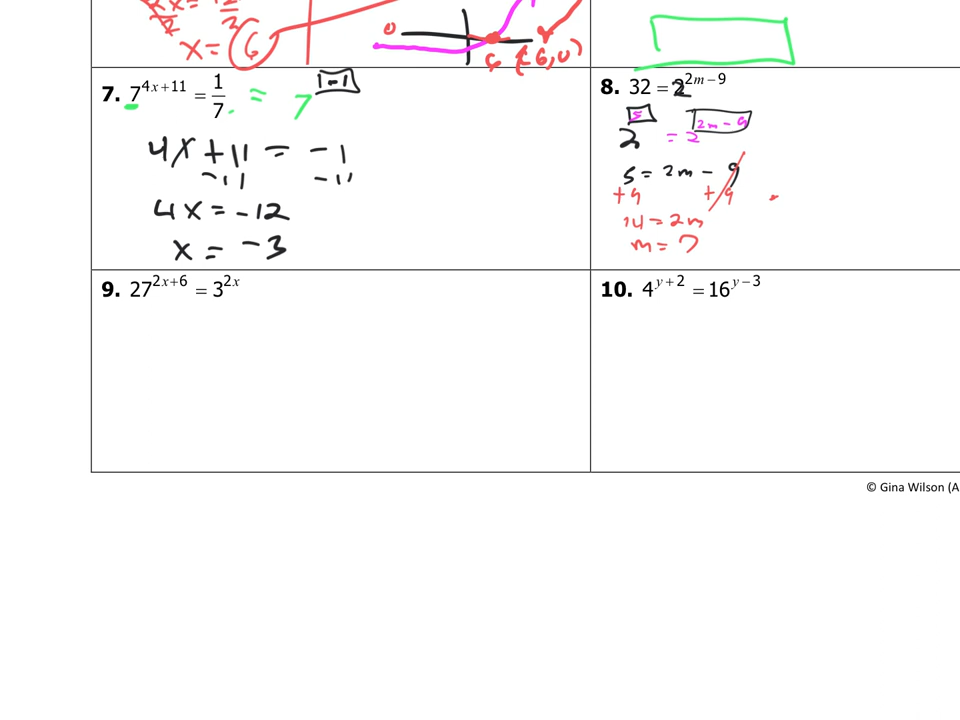 x = 6
0
(6,0)
7. 7^{4x+11} = 1/7 = 7^{-1}
4x + 11 = -1
-11 -11
4x = -12
x = -3
8. 32 = 2^{2m-9}
2^5 = 2^{2m-9}
5 = 2m - 9
+9 +9
14 = 2m
m = 7
9. 27^{2x+6} = 3^{2x}
10. 4^{y+2} = 16^{y-3}
© Gina Wilson (A